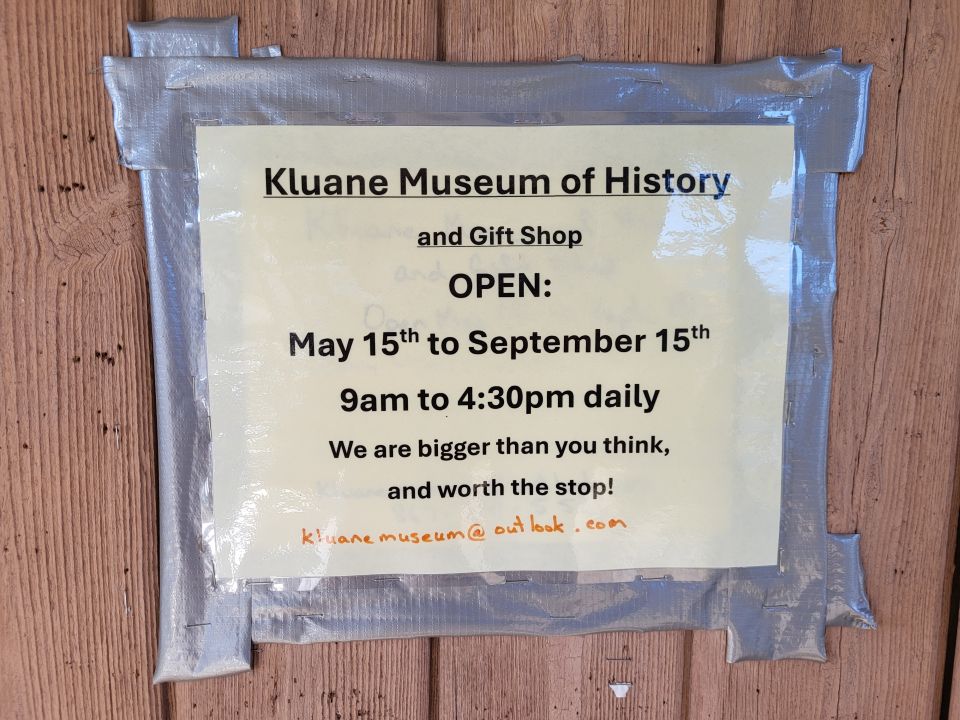 Kluane Museum of History
and Gift Shop
OPEN:
May 15th to September 15th
9am to 4:30pm daily
We are bigger than you think,
and worth the stop!
kluanemuseum@outlook.com